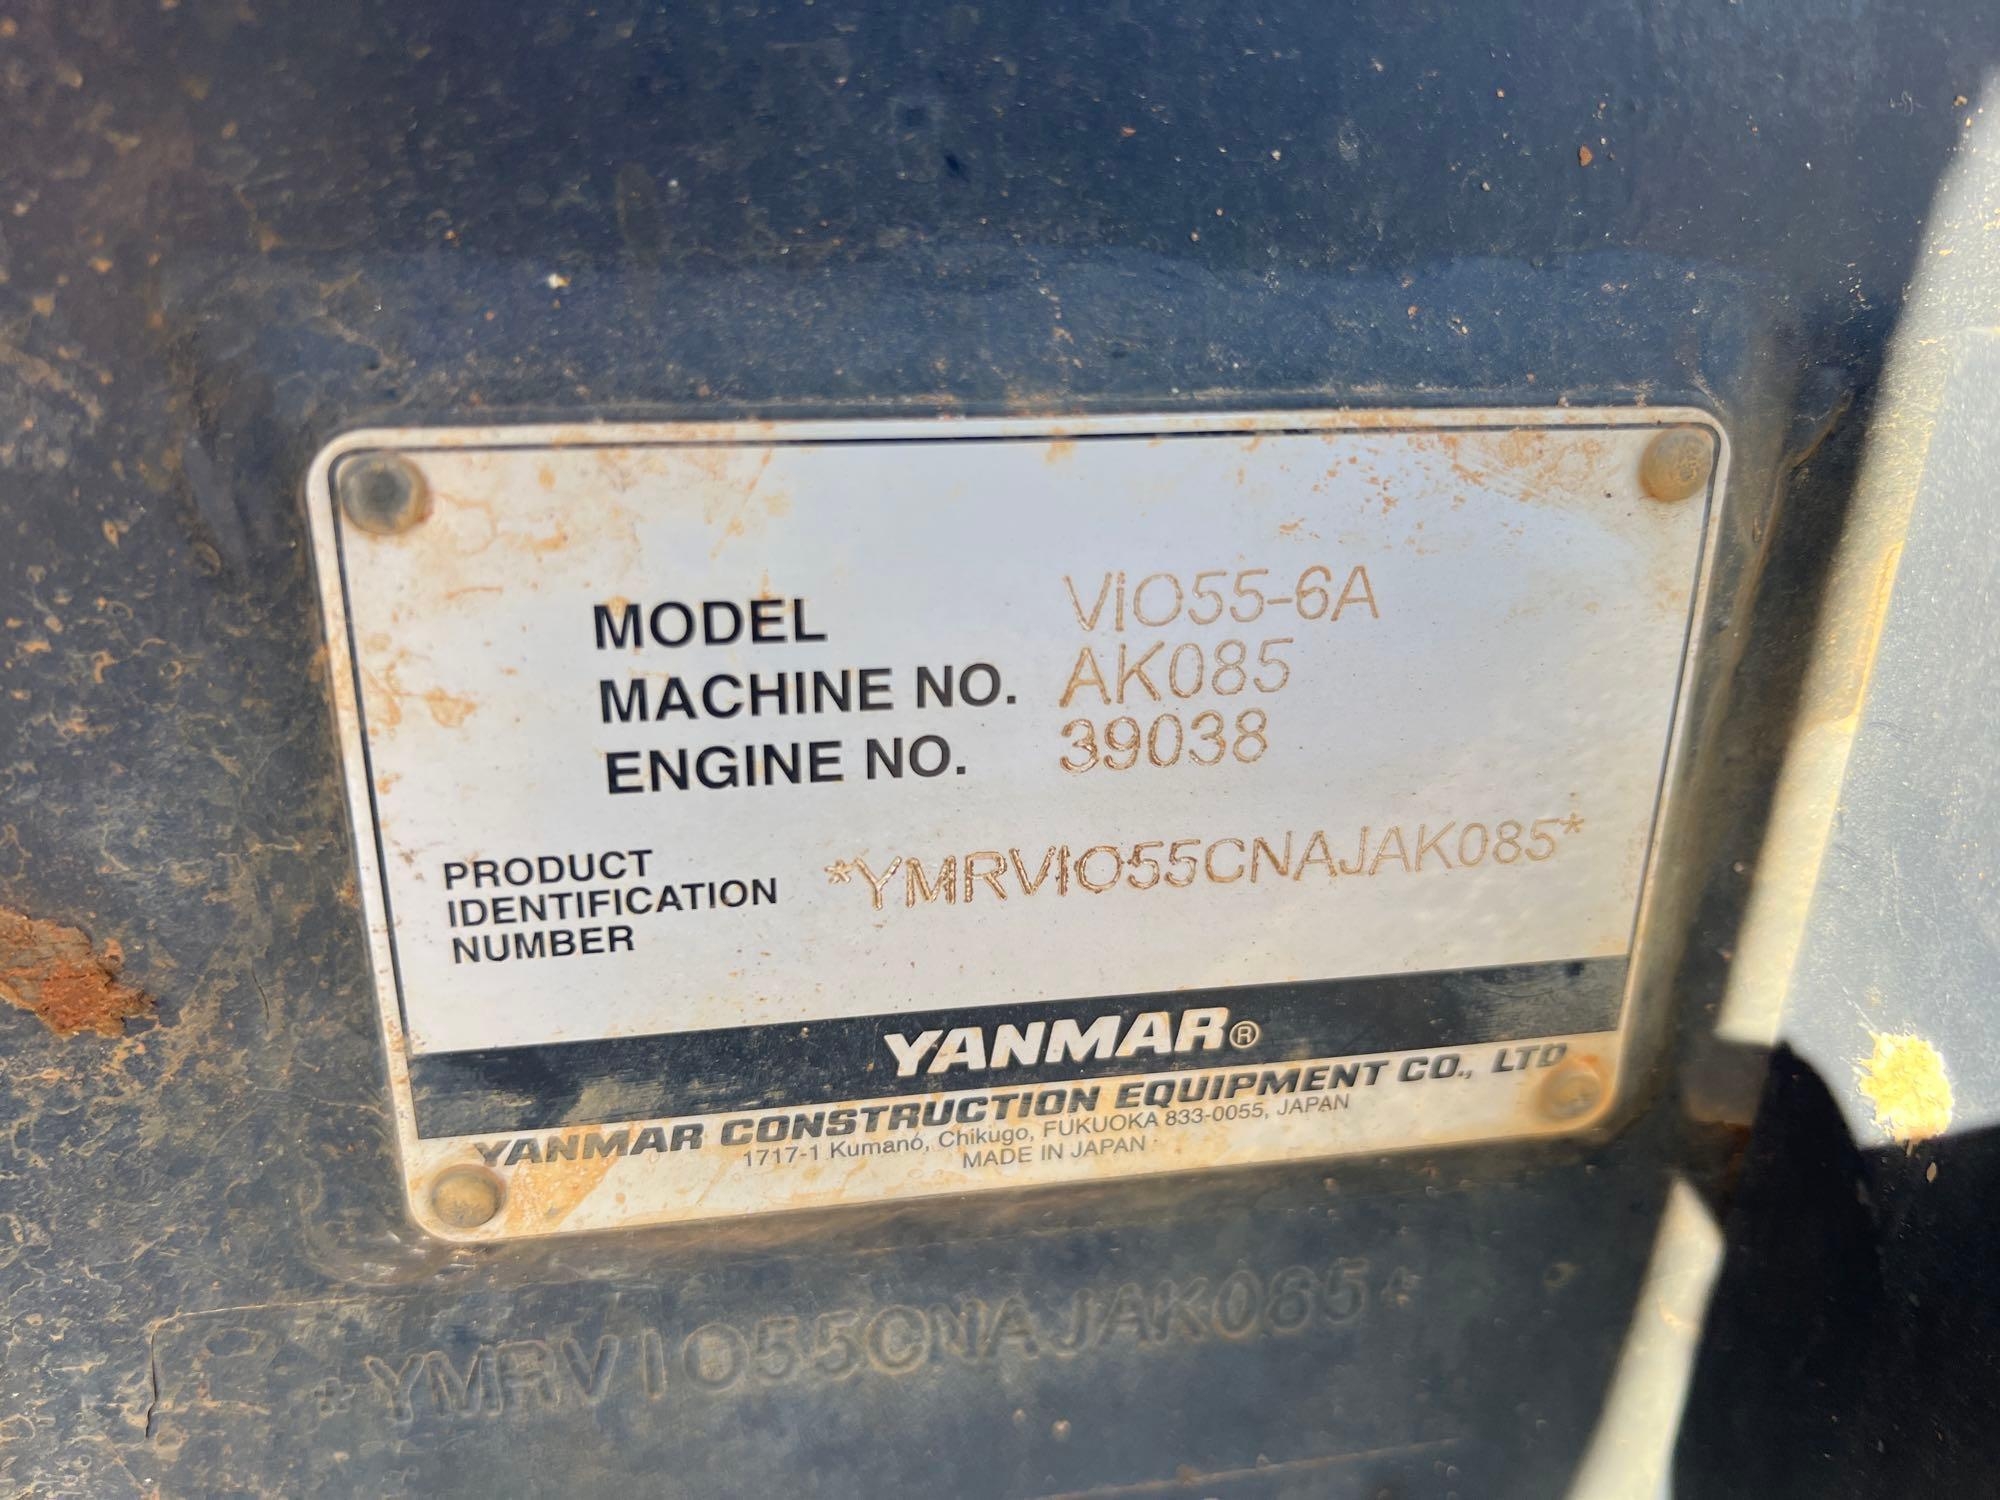 MODEL VIO55-6A
MACHINE NO. AK085
ENGINE NO. 39038
PRODUCT
IDENTIFICATION
NUMBER
*YMRVIO55CNAJAK085*
YANMAR®
YANMAR CONSTRUCTION EQUIPMENT CO., LTD
1717-1 Kumano, Chikugo, FUKUOKA 833-0055, JAPAN
MADE IN JAPAN
*YMRVIO55CNAJAK085*